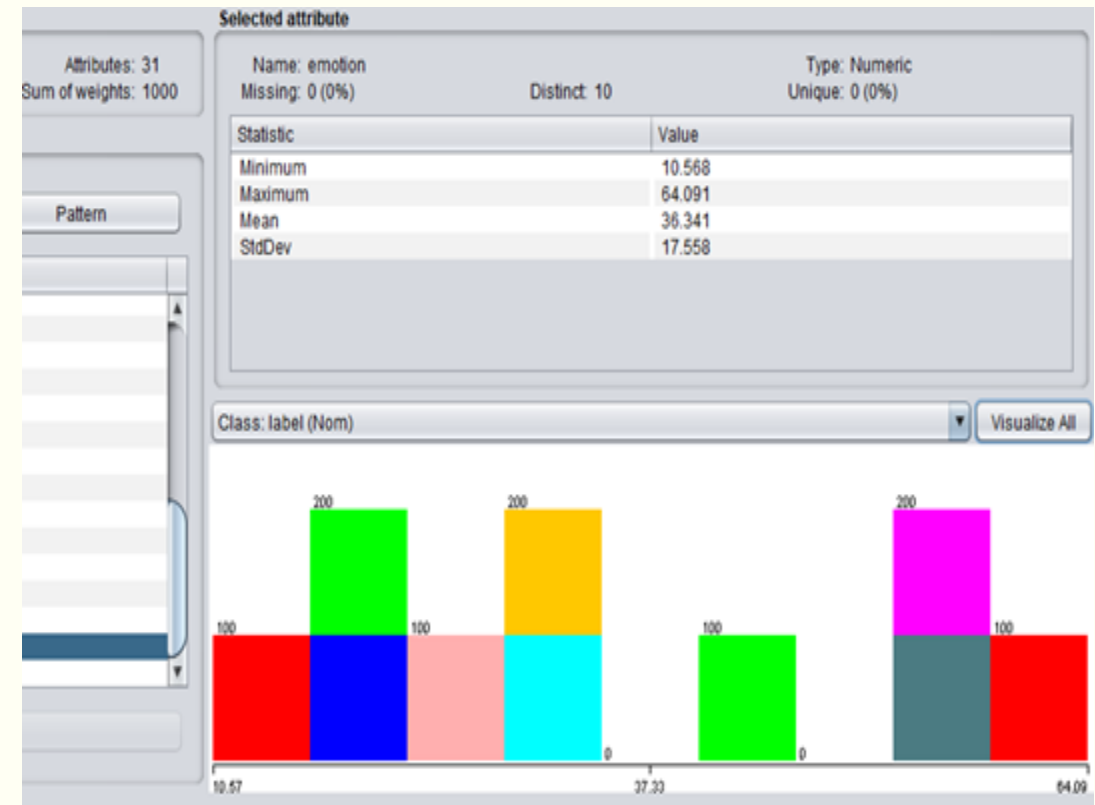 Selected attribute
Attributes: 31
Sum of weights: 1000
Name: emotion
Type: Numeric
Missing: 0 (0%)
Distinct: 10
Unique: 0 (0%)
Statistic
Value
Minimum
10.568
Maximum
64.091
Mean
36.341
StdDev
17.558
Pattern
Class: label (Nom)
Visualize All
200
200
200
100
100
100
100
0
0
10.57
37.33
64.09